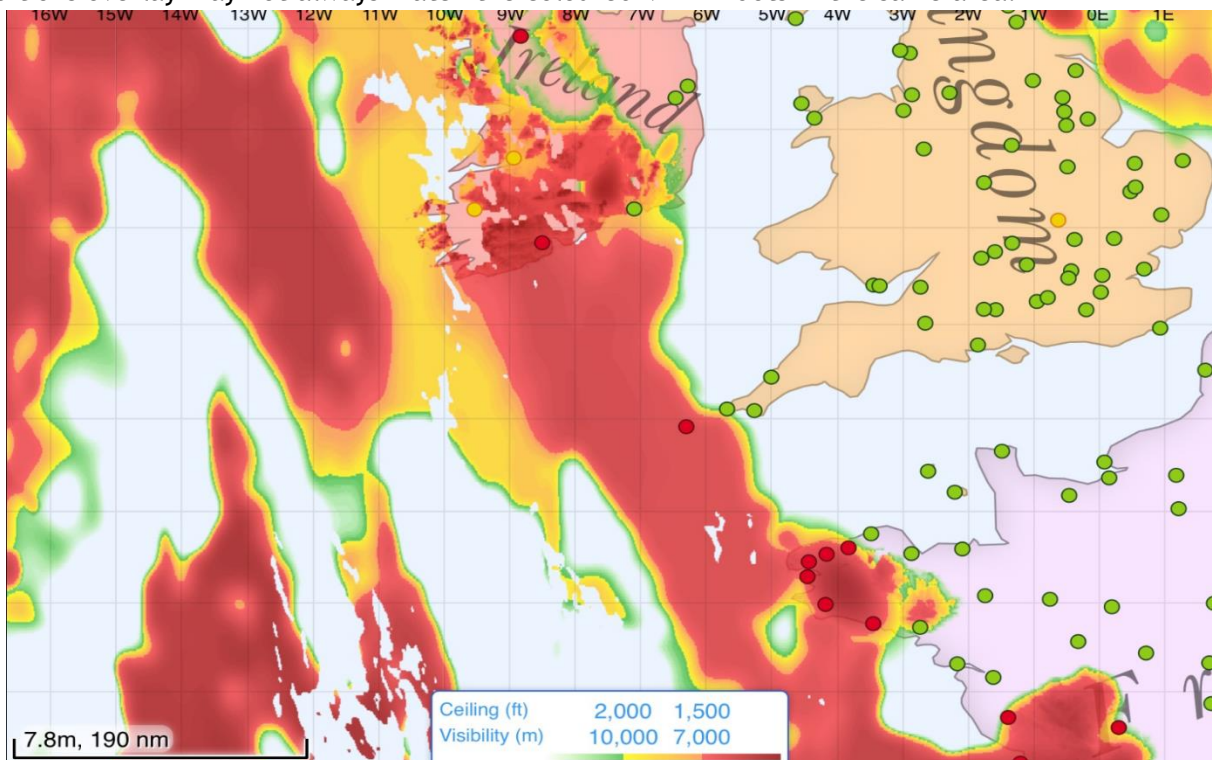 16W 15W 14W 13W 12W 11W 10W 9W 8W 7W 6W 5W 4W 3W 2W 1W 0E 1E
Ireland
ngdom
F
Ceiling (ft) 2,000 1,500
Visibility (m) 10,000 7,000
7.8m, 190 nm